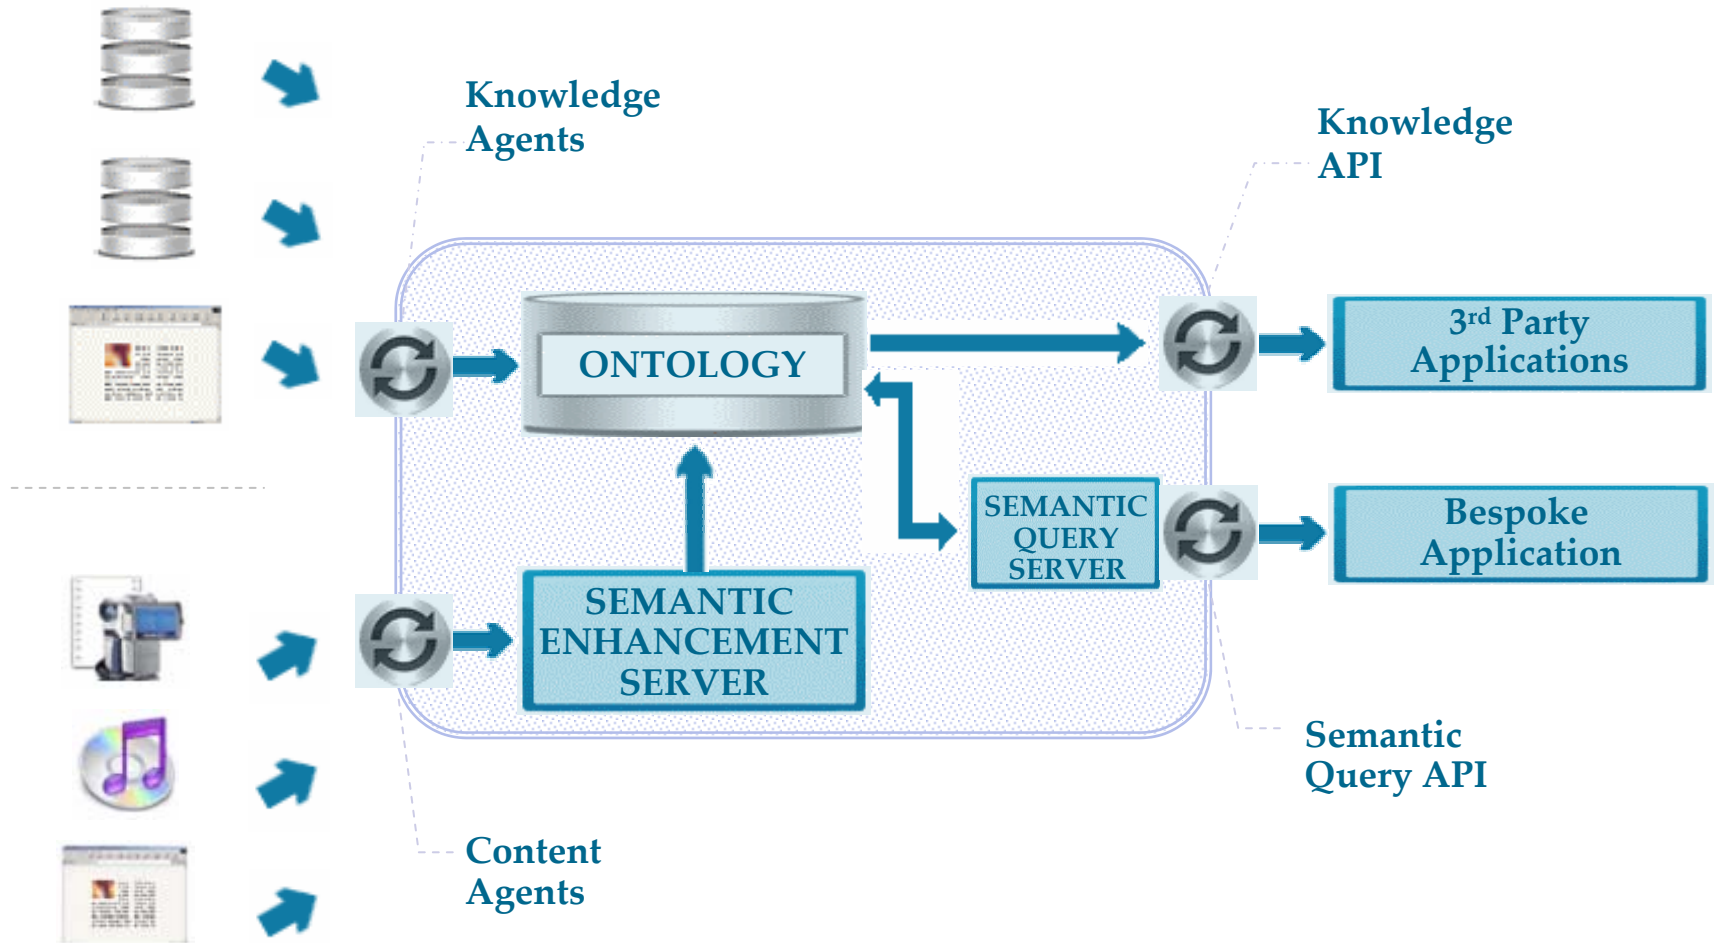 Knowledge
Agents
Knowledge
API
ONTOLOGY
3rd Party
Applications
SEMANTIC
QUERY
SERVER
Bespoke
Application
SEMANTIC
ENHANCEMENT
SERVER
Semantic
Query API
Content
Agents